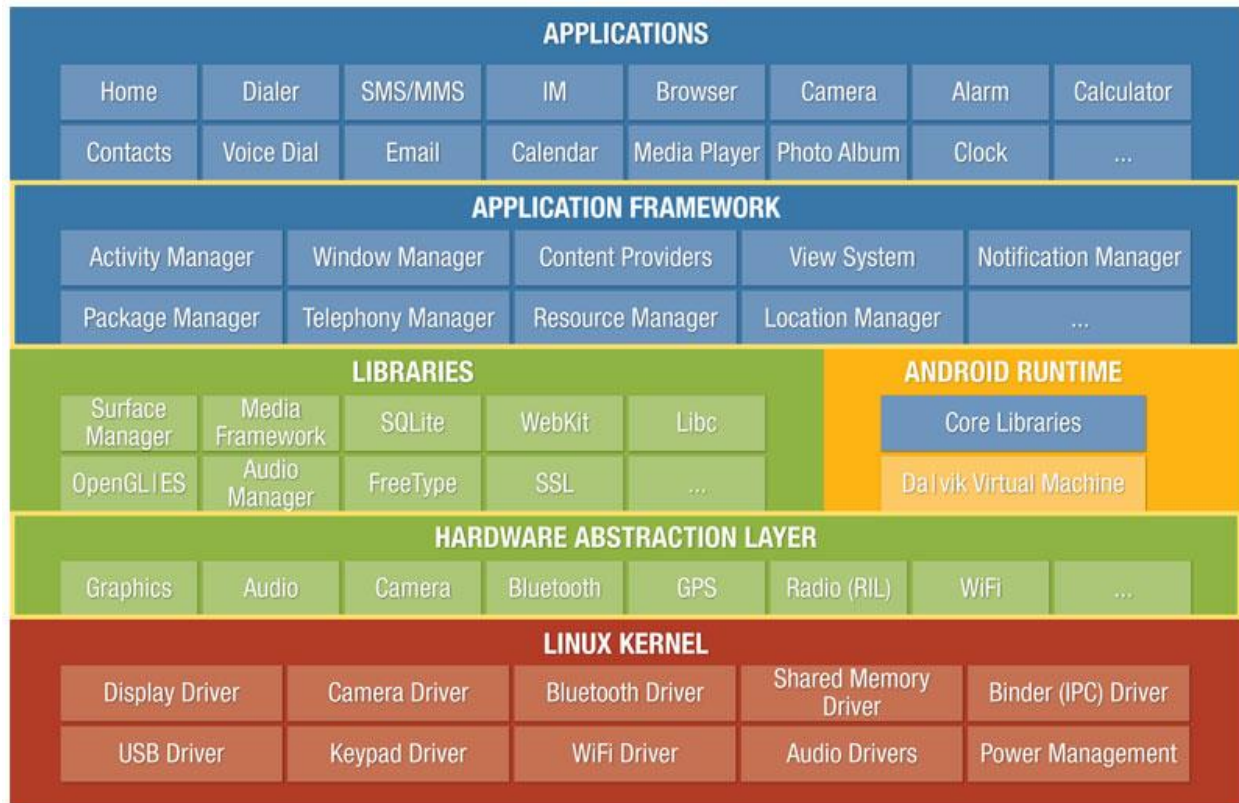 APPLICATIONS
Home Dialer SMS/MMS IM Browser Camera Alarm Calculator
Contacts Voice Dial Email Calendar Media Player Photo Album Clock ...
APPLICATION FRAMEWORK
Activity Manager Window Manager Content Providers View System Notification Manager
Package Manager Telephony Manager Resource Manager Location Manager ...
LIBRARIES
Surface
Manager
Media
Framework
SQLite
WebKit
Libc
OpenGL|ES
Audio
Manager
FreeType
SSL
...
ANDROID RUNTIME
Core Libraries
Da|vik Virtual Machine
HARDWARE ABSTRACTION LAYER
Graphics Audio Camera Bluetooth GPS Radio (RIL) WiFi ...
LINUX KERNEL
Display Driver
Camera Driver
Bluetooth Driver
Shared Memory
Driver
Binder (IPC) Driver
USB Driver Keypad Driver WiFi Driver Audio Drivers Power Management